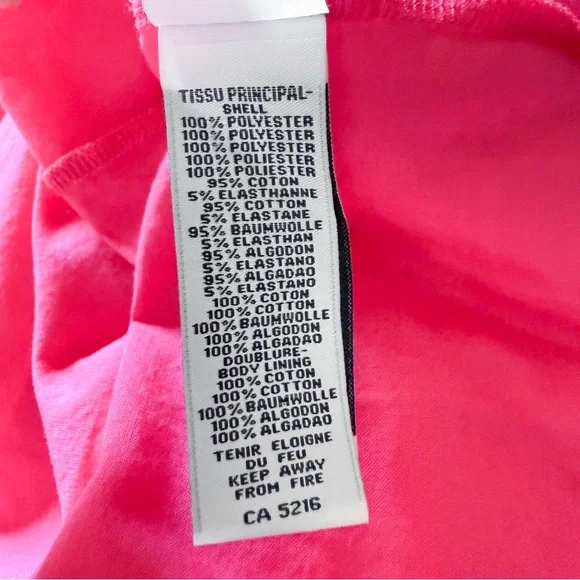 TISSU PRINCIPAL-
SHELL
100% POLYESTER
100% POLYESTER
100% POLYESTER
100% POLIESTER
100% POLIESTER
95% COTON
5% ELASTHANNE
95% COTTON
5% ELASTANE
95% BAUMWOLLE
5% ELASTHAN
95% ALGODON
5% ELASTANO
95% ALGADAO
5% ELASTANO
100% COTON
100% COTTON
100% BAUMWOLLE
100% ALGODON
100% ALGADAO
DOUBLURE-
BODY LINING
100% COTON
100% COTTON
100% BAUMWOLLE
100% ALGODON
100% ALGADAO
TENIR ELOIGNE
DU FEU
KEEP AWAY
FROM FIRE
CA 5216